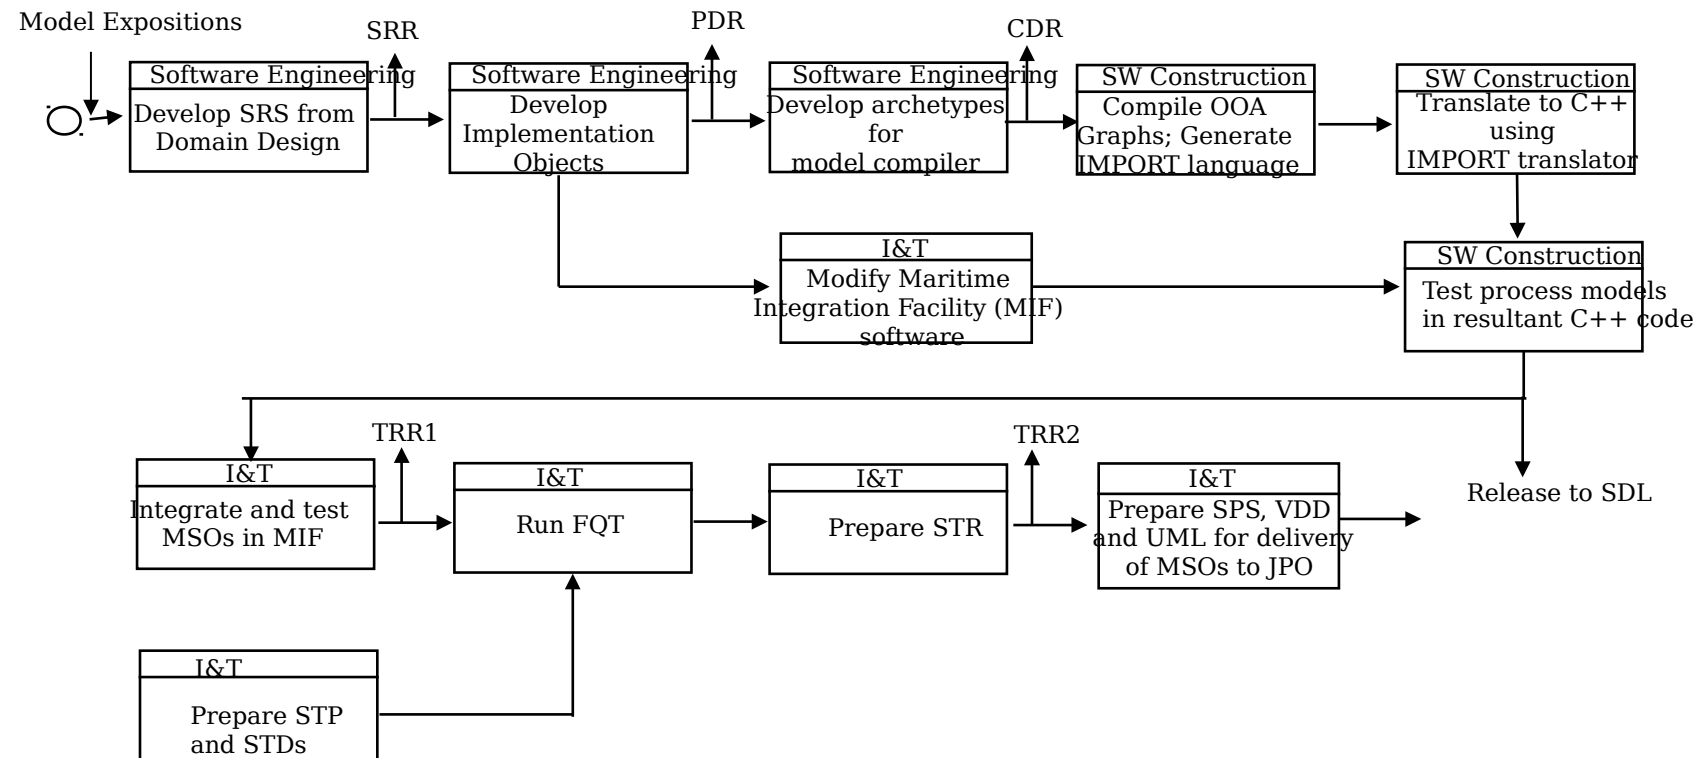 Model Expositions
SRR
PDR
CDR
Software Engineering
Develop SRS from
Domain Design
Software Engineering
Develop
Implementation
Objects
Software Engineering
Develop archetypes
for
model compiler
SW Construction
Compile OOA
Graphs; Generate
IMPORT language
SW Construction
Translate to C++
using
IMPORT translator
I&T
Modify Maritime
Integration Facility (MIF)
software
SW Construction
Test process models
in resultant C++ code
TRR1
TRR2
I&T
Integrate and test
MSOs in MIF
I&T
Run FQT
I&T
Prepare STR
I&T
Prepare SPS, VDD
and UML for delivery
of MSOs to JPO
Release to SDL
I&T
Prepare STP
and STDs